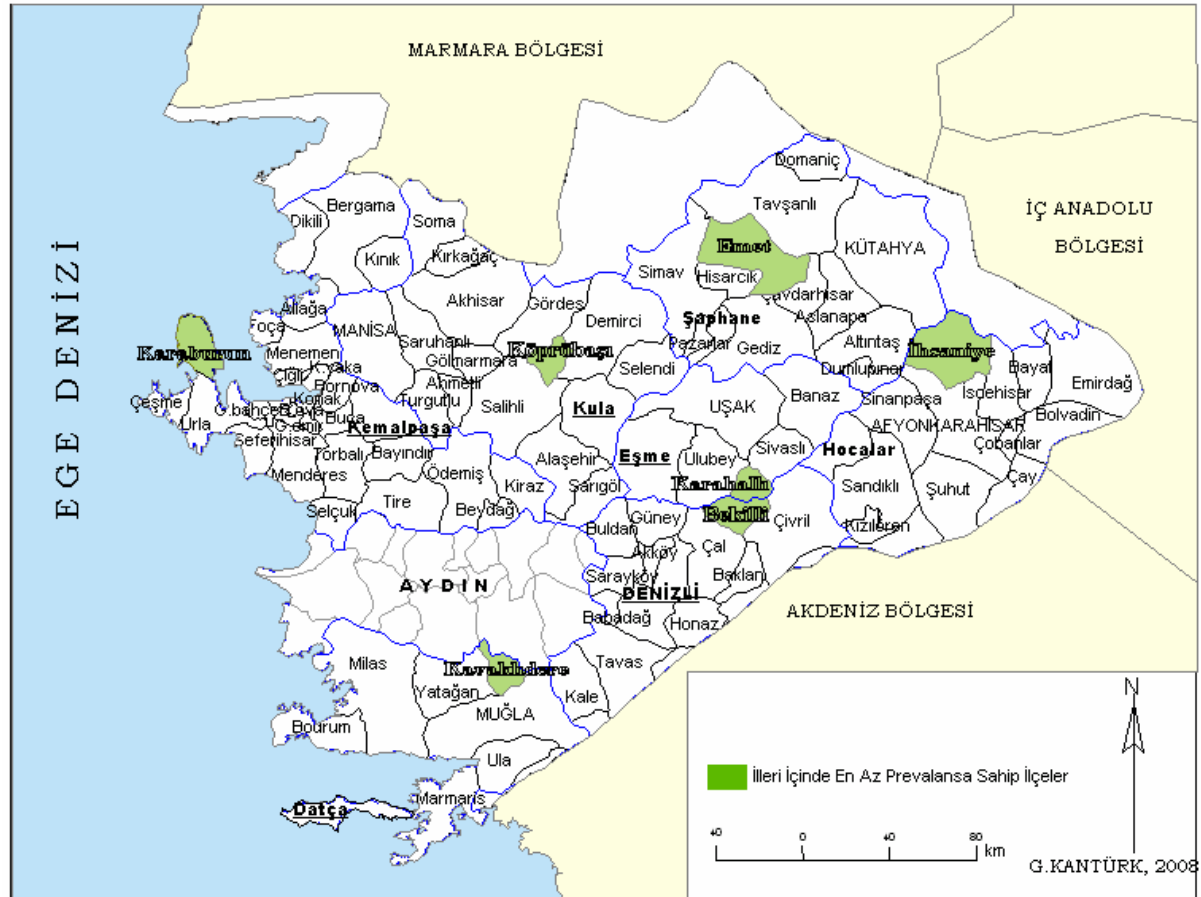 MARMARA BÖLGESİ
İÇ ANADOLU
BÖLGESİ
EGE DENİZİ
AKDENİZ BÖLGESİ
Domaniç
Tavşanlı
Bergama
Dikili
Soma
Emet
KÜTAHYA
Kınık
Kırkağaç
Simav
Hisarcık
Çavdarhisar
Akhisar
Gördes
Aliağa
Foça
MANİSA
Demirci
Şaphane
Aslanapa
Karaburun
Menemen
Saruhanlı
Gölmarmara
Köprübaşı
Pazarlar
Gediz
Altıntaş
İhsaniye
Bayat
Çiğli
K.yaka
Bornova
Ahmetli
Selendi
Dumlupınar
Emirdağ
Çeşme
Urla
Konak
Buca
Turgutlu
Salihli
Kula
UŞAK
Banaz
Sinanpaşa
İsdehisar
Bolvadin
Seferihisar
Kemalpaşa
AFYONKARAHİSAR
Çobanlar
Torbalı
Bayındır
Alaşehir
Eşme
Ulubey
Sivaslı
Hocalar
Menderes
Ödemiş
Kiraz
Sarıgöl
Karahallı
Sandıklı
Şuhut
Çay
Selçuk
Tire
Beydağ
Bekilli
Buldan
Güney
Çivril
Kızılören
Akköy
Çal
Sarayköy
Baklan
AYDIN
DENİZLİ
Babadağ
Honaz
Milas
Kavaklıdere
Tavas
Yatağan
Kale
MUĞLA
Bourum
Ula
Marmaris
Datça
N
İlleri İçinde En Az Prevalansa Sahip İlçeler
40 0 40 80
km
G.KANTÜRK, 2008